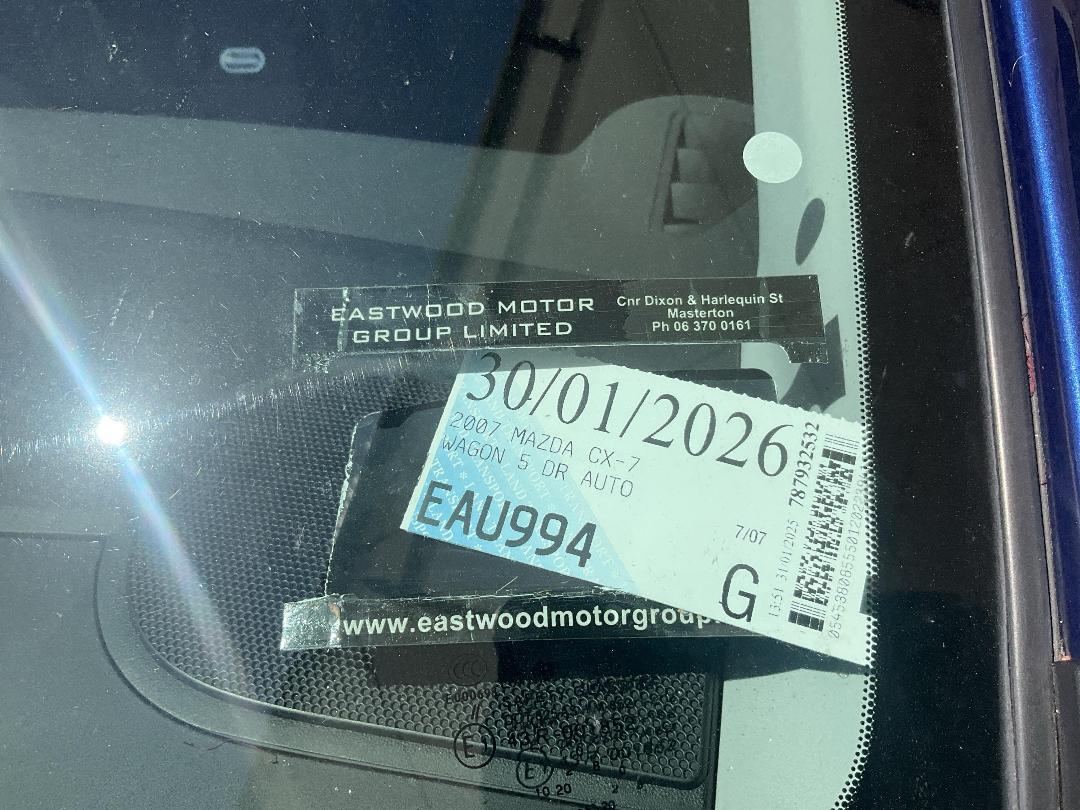 EASTWOOD MOTOR
GROUP LIMITED
Cnr Dixon & Harlequin St
Masterton
Ph 06 370 0161
30/01/2026
2007 MAZDA CX-7
WAGON 5 DR AUTO
EAU994
7/07
G
13:51 31/01/2025
787932532
www.eastwoodmotorgroup.